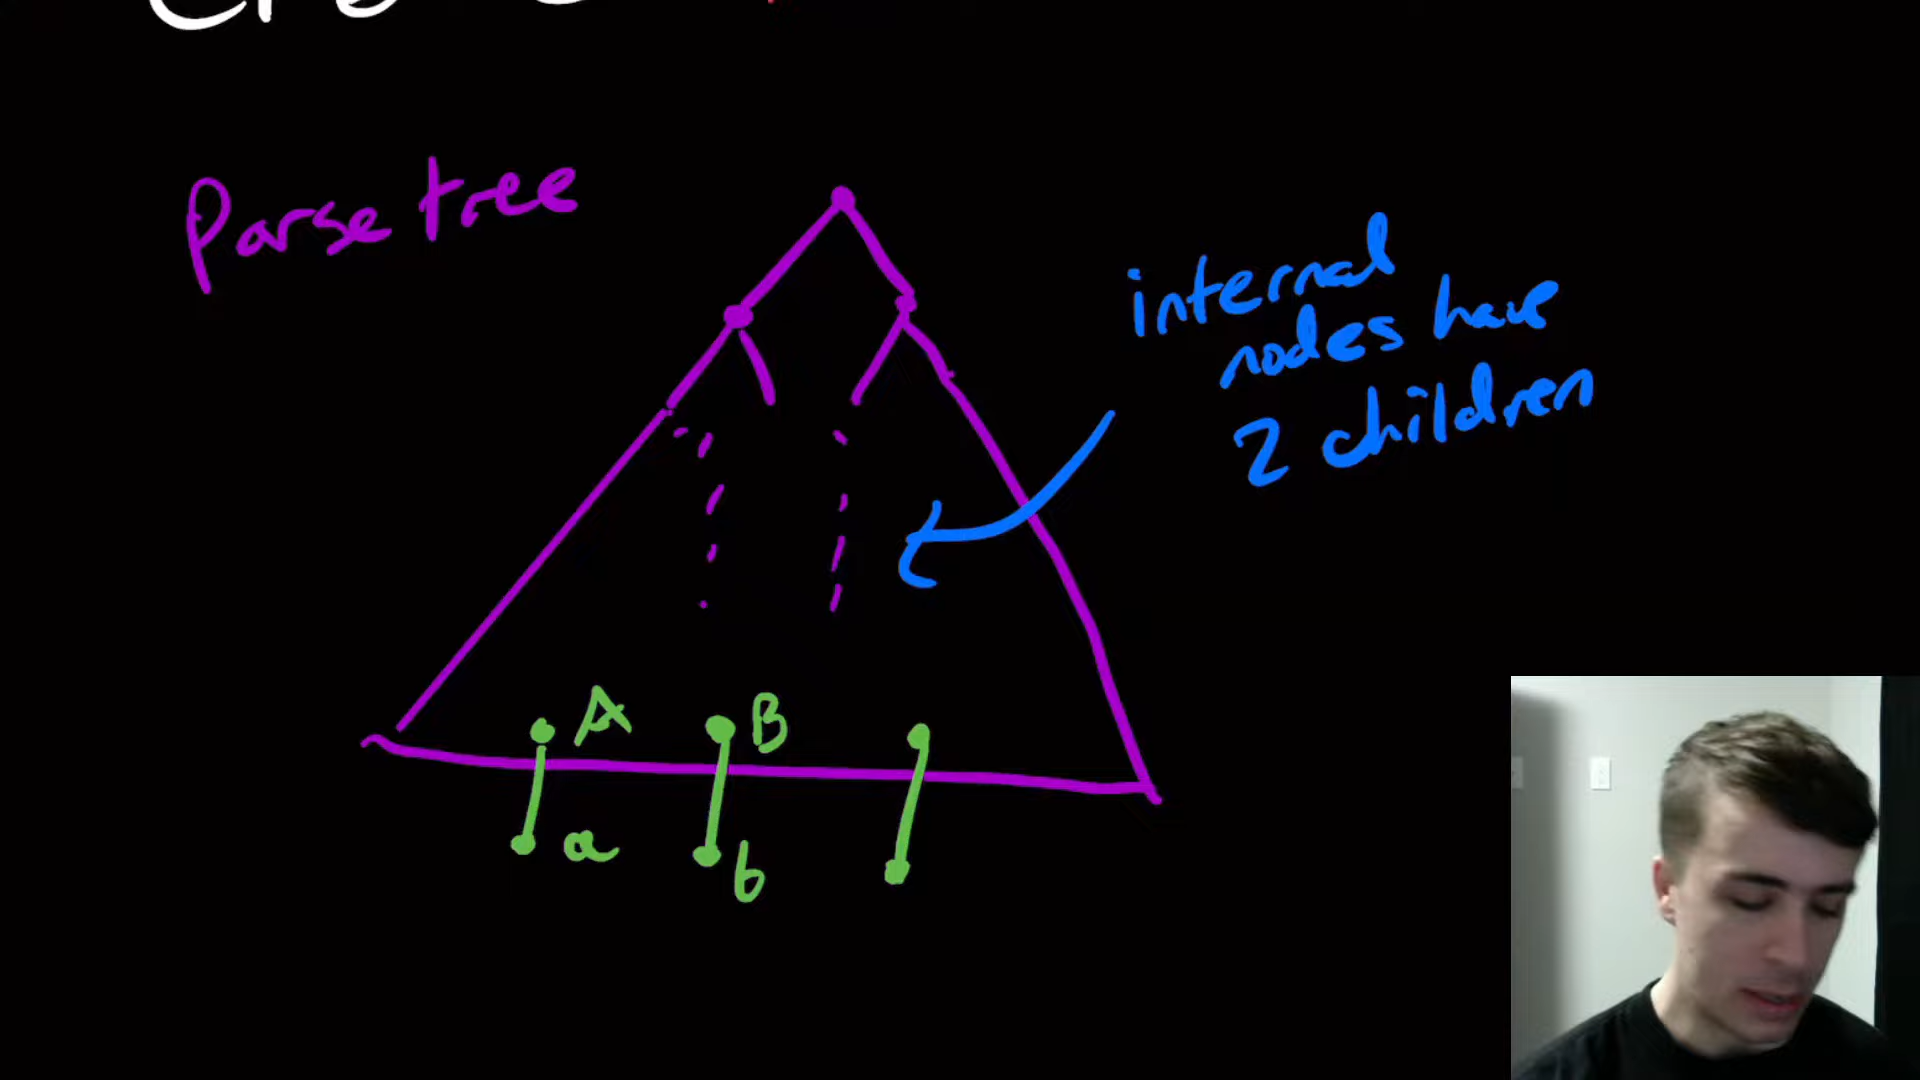 Parse tree
internal
nodes have
2 children
A
B
a
b